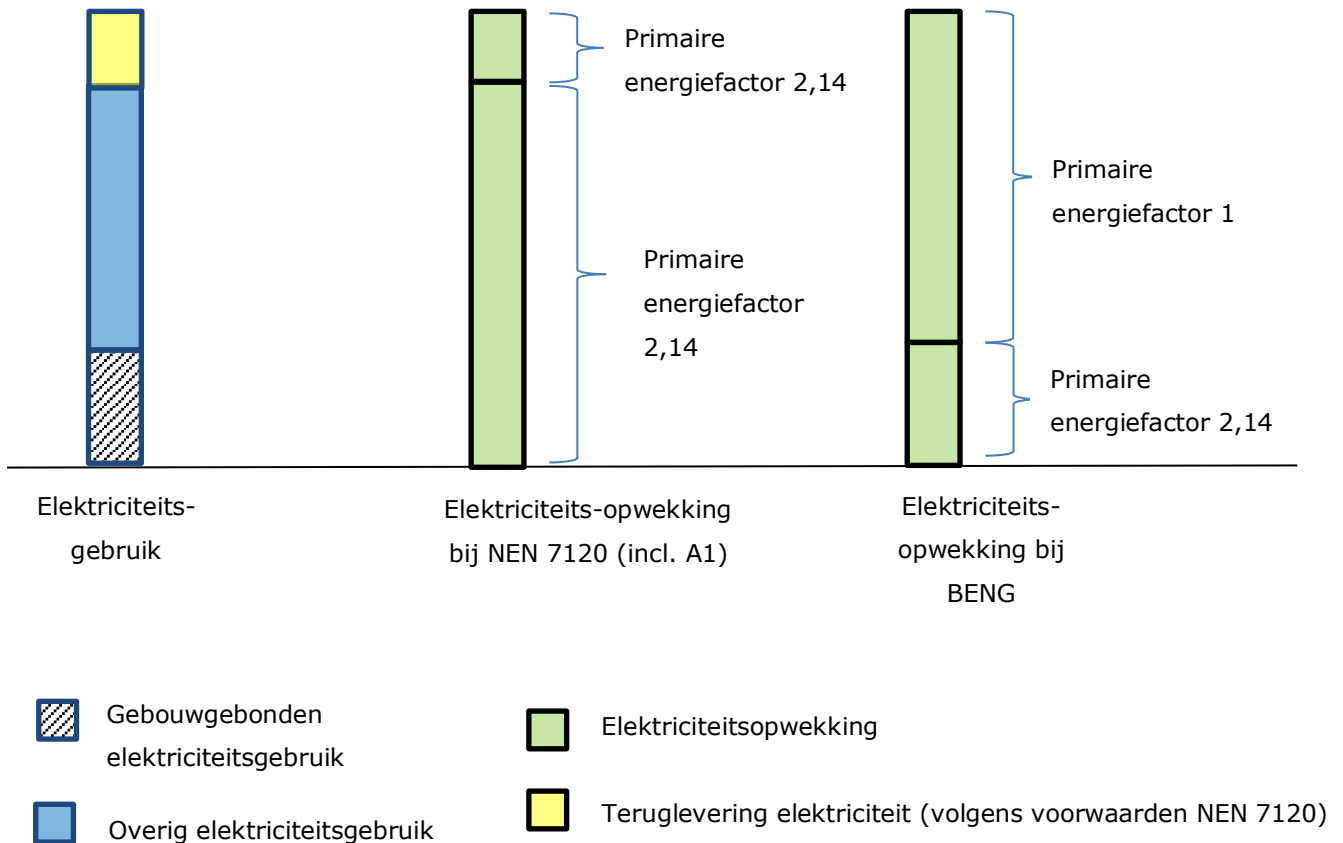 Primaire
energiefactor 2,14
Primaire
energiefactor
2,14
Primaire
energiefactor 1
Primaire
energiefactor 2,14
Elektriciteits-
gebruik
Elektriciteits-opwekking
bij NEN 7120 (incl. A1)
Elektriciteits-
opwekking bij
BENG
Gebouwgebonden
elektriciteitsgebruik
Elektriciteitsopwekking
Overig elektriciteitsgebruik
Teruglevering elektriciteit (volgens voorwaarden NEN 7120)